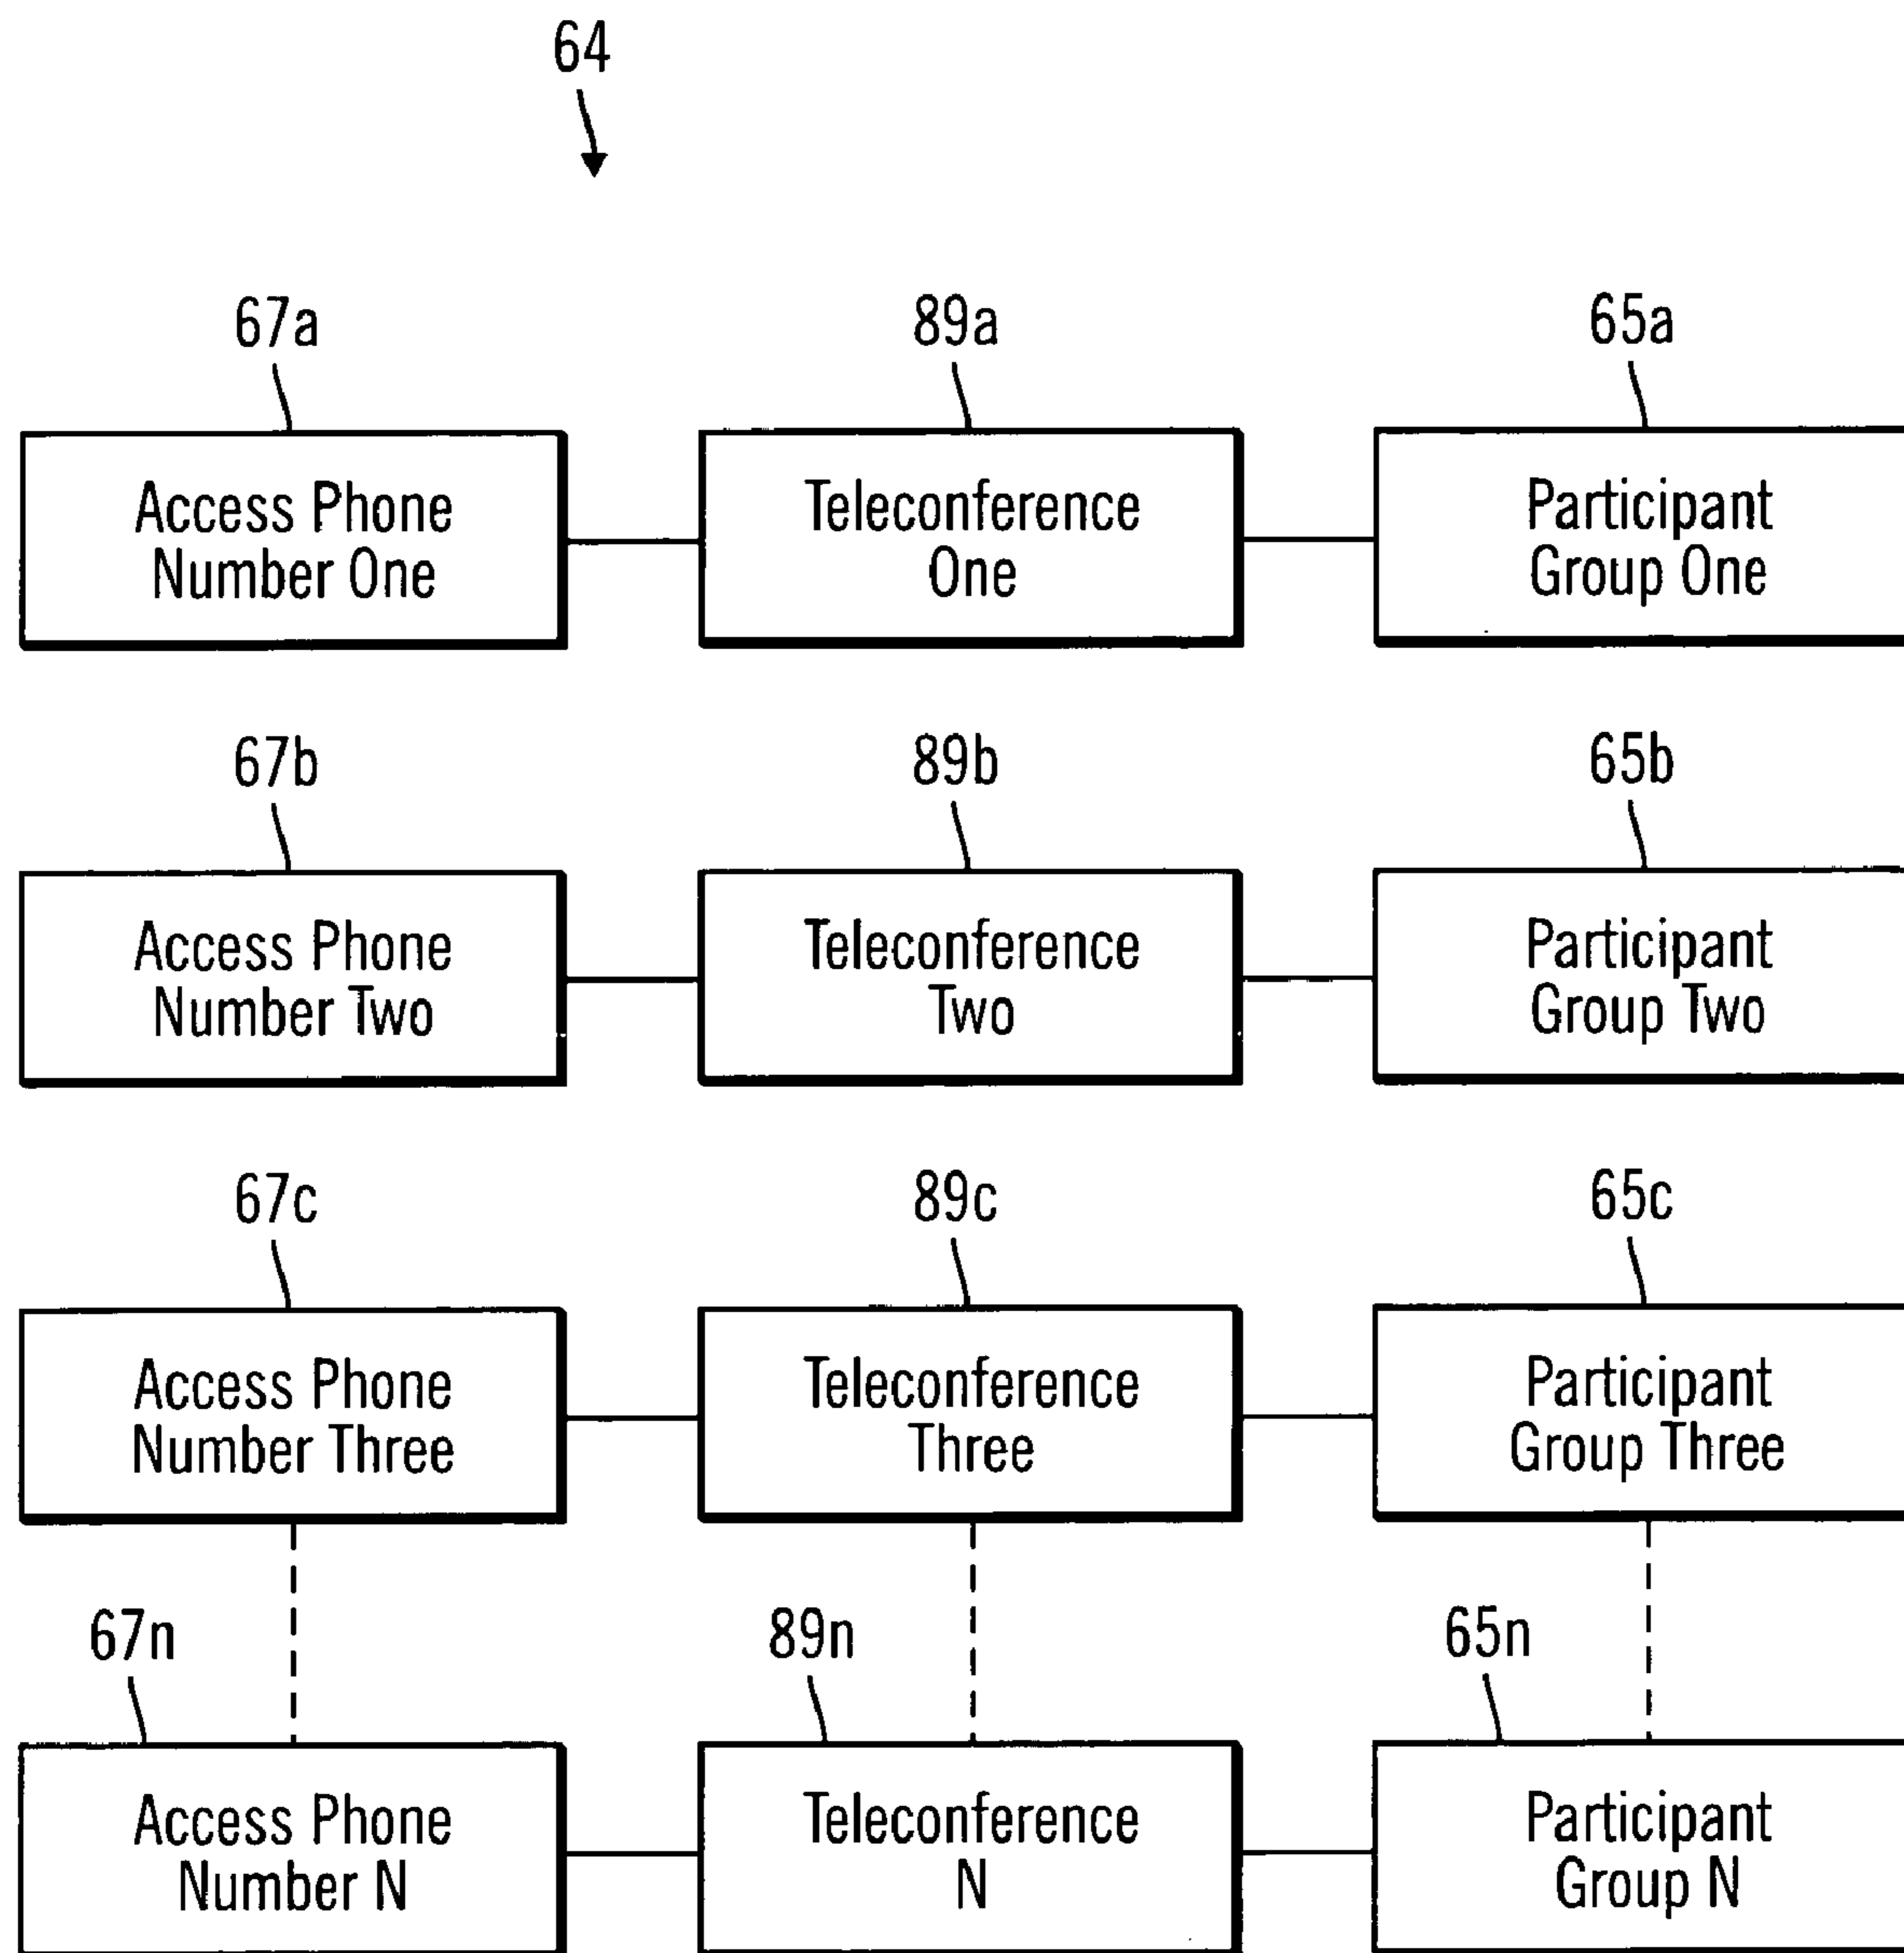 64
67a 89a 65a
Access Phone
Number One
Teleconference
One
Participant
Group One
67b 89b 65b
Access Phone
Number Two
Teleconference
Two
Participant
Group Two
67c 89c 65c
Access Phone
Number Three
Teleconference
Three
Participant
Group Three
67n 89n 65n
Access Phone
Number N
Teleconference
N
Participant
Group N